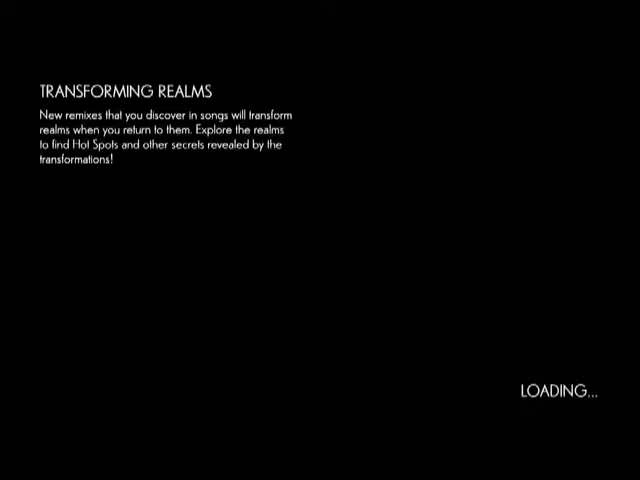 TRANSFORMING REALMS
New remixes that you discover in songs will transform
realms when you return to them. Explore the realms
to find Hot Spots and other secrets revealed by the
transformations!
LOADING...